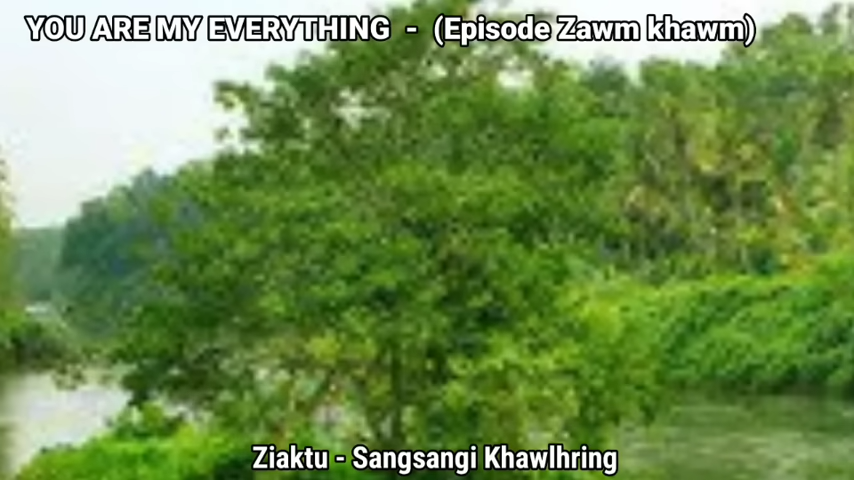 YOU ARE MY EVERYTHING - (Episode Zawm khawm)
Ziaktu - Sangsangi Khawlhring